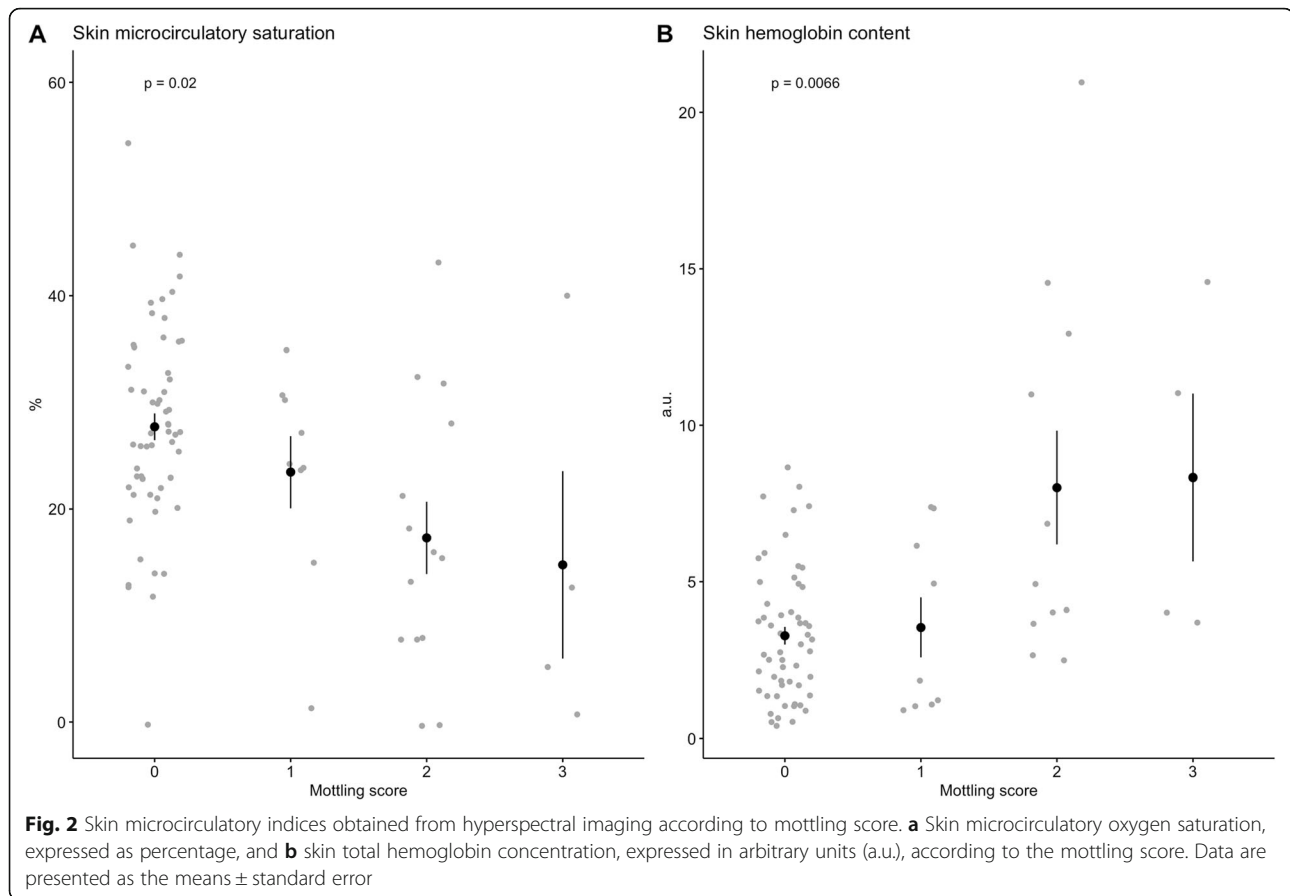 A Skin microcirculatory saturation
p = 0.02
60
40
20
0
%
0 1 2 3
Mottling score
B Skin hemoglobin content
p = 0.0066
20
15
10
5
0
a.u.
0 1 2 3
Mottling score
Fig. 2 Skin microcirculatory indices obtained from hyperspectral imaging according to mottling score. a Skin microcirculatory oxygen saturation,
expressed as percentage, and b skin total hemoglobin concentration, expressed in arbitrary units (a.u.), according to the mottling score. Data are
presented as the means ± standard error